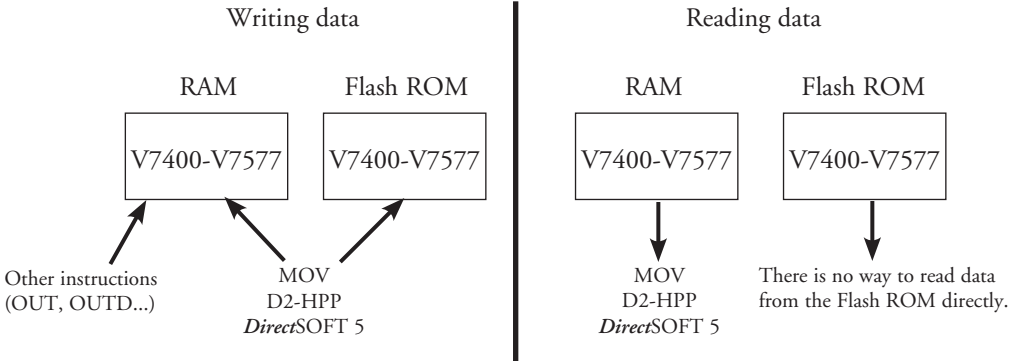 Writing data
RAM
Flash ROM
V7400-V7577
V7400-V7577
Other instructions
(OUT, OUTD...)
MOV
D2-HPP
DirectSOFT 5
Reading data
RAM
Flash ROM
V7400-V7577
V7400-V7577
MOV
D2-HPP
DirectSOFT 5
There is no way to read data
from the Flash ROM directly.